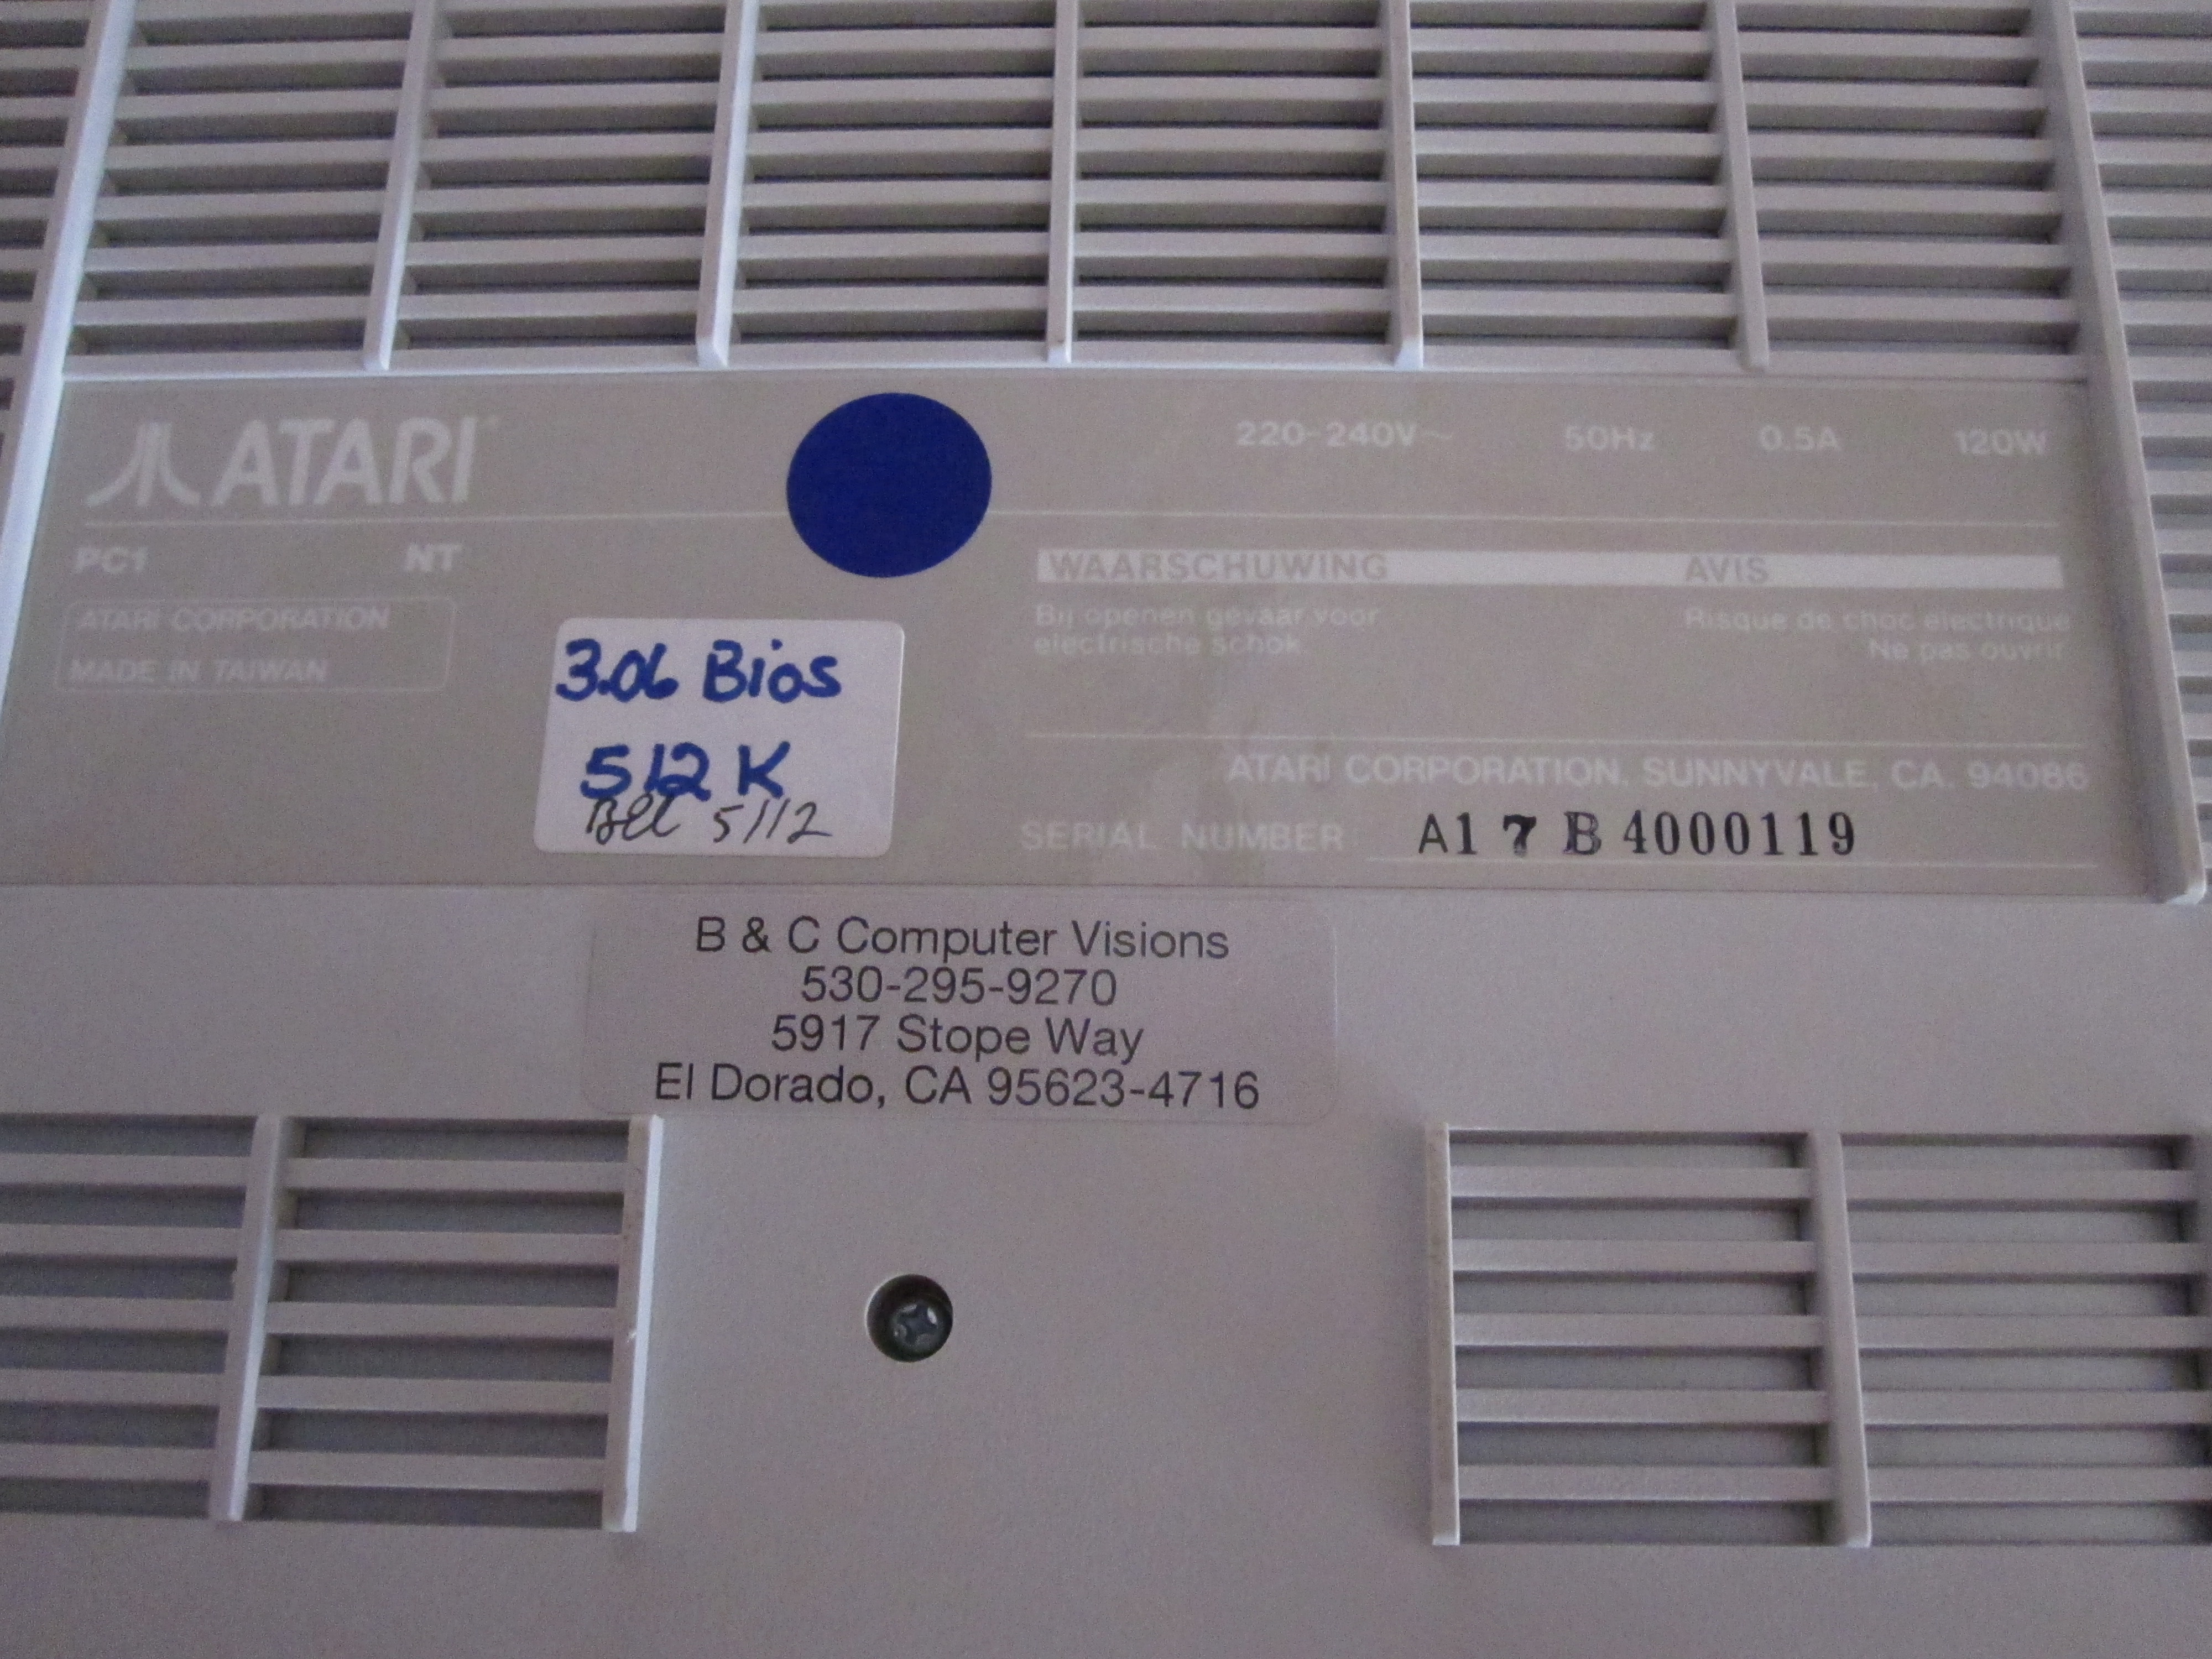 ATARI
220-240V~ 50Hz 0.5A 120W
PC1 NT
ATARI CORPORATION
MADE IN TAIWAN
WAARSCHUWING AVIS
Bij openen gevaar voor
electrische schok.
Risque de choc electrique
Ne pas ouvrir
3.06 Bios
512 K
5/12
ATARI CORPORATION, SUNNYVALE, CA. 94086
SERIAL NUMBER A1 7 B 4000119
B & C Computer Visions
530-295-9270
5917 Stope Way
El Dorado, CA 95623-4716